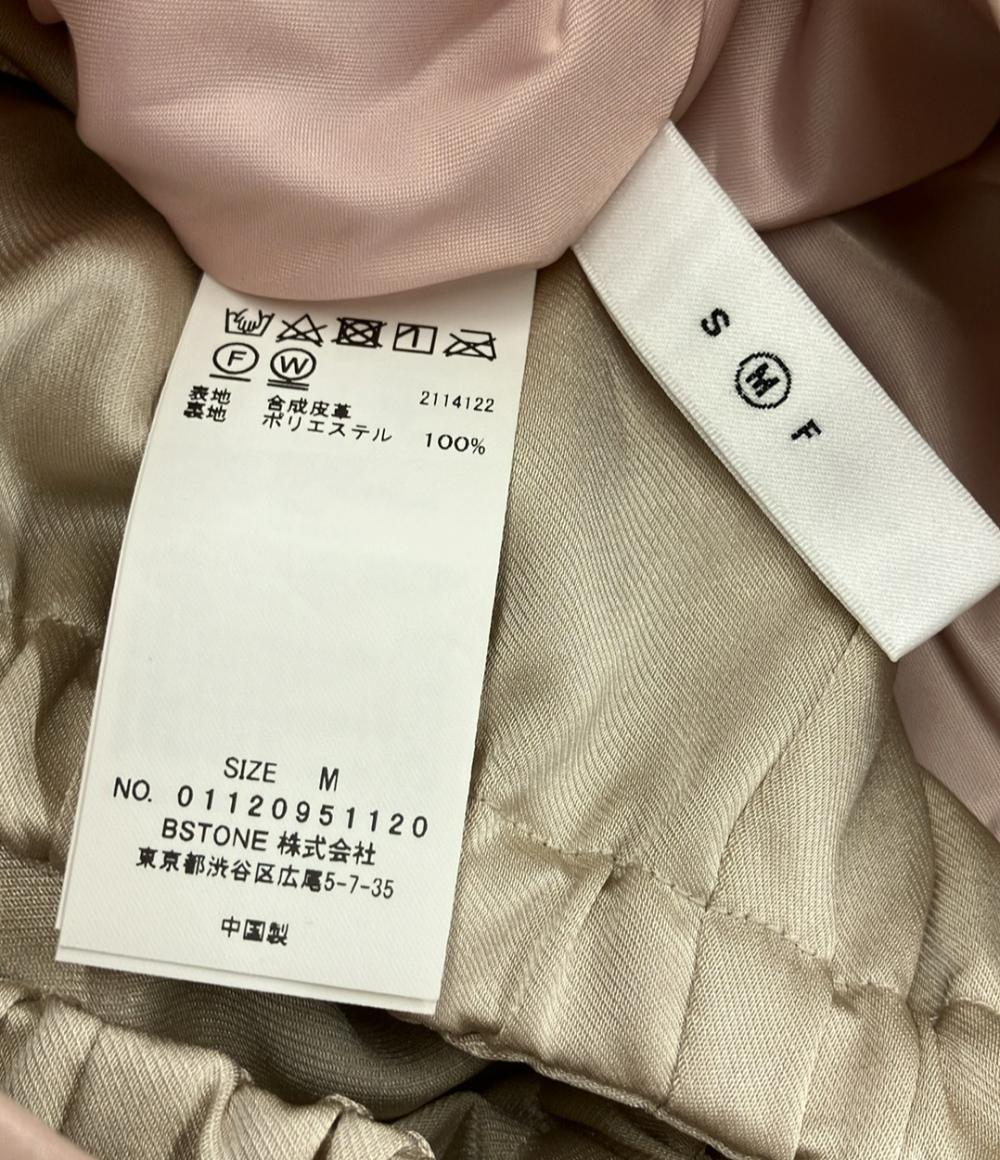 F W
表地 合成皮革 2114122
裏地 ポリエステル 100%
SIZE M
NO. 01120951120
BSTONE 株式会社
東京都渋谷区広尾5-7-35
中国製
S M F